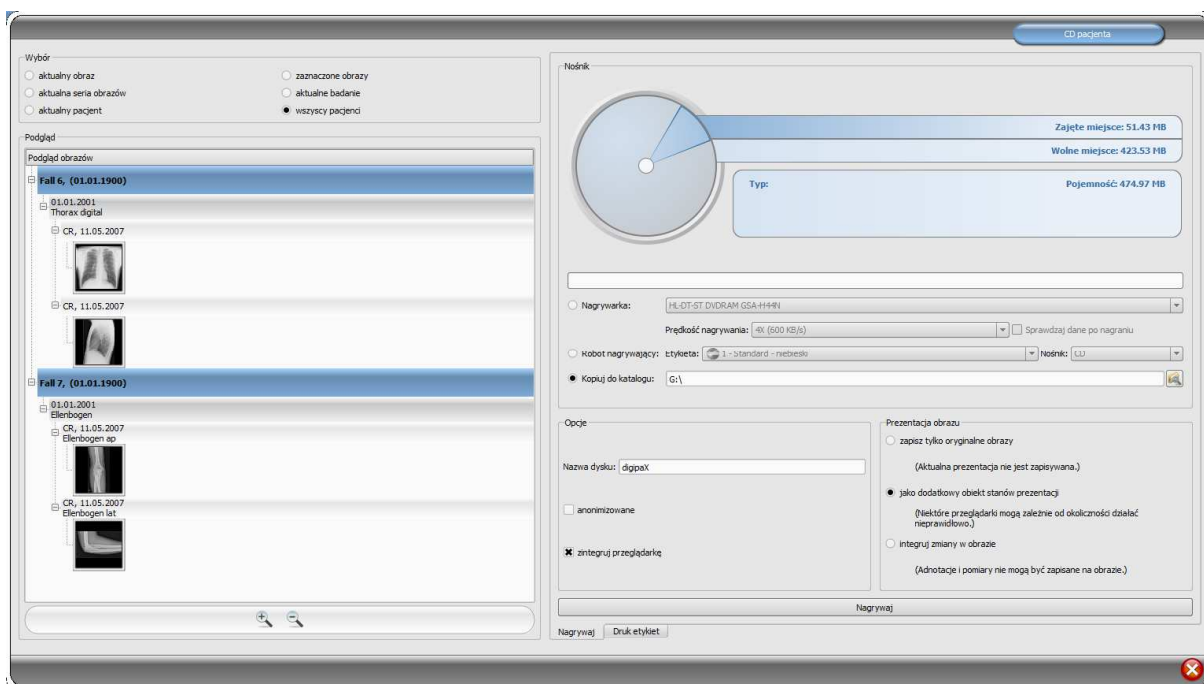 CD pacjenta
Wybór
aktualny obraz
zaznaczone obrazy
aktualna seria obrazów
aktualne badanie
aktualny pacjent
wszyscy pacjenci
Podgląd
Podgląd obrazów
Fall 6, (01.01.1900)
01.01.2001
Thorax digital
CR, 11.05.2007
CR, 11.05.2007
Fall 7, (01.01.1900)
01.01.2001
Ellenbogen
CR, 11.05.2007
Ellenbogen ap
CR, 11.05.2007
Ellenbogen lat
Nośnik
Zajęte miejsce: 51.43 MB
Wolne miejsce: 423.53 MB
Typ: Pojemność: 474.97 MB
Nagrywarka: HL-DT-ST DVDRAM GSA-H44N
Prędkość nagrywania: 4X (600 KB/s) Sprawdzaj dane po nagraniu
Robot nagrywający: Etykieta: 1 - Standard - niebieski Nośnik: CD
Kopiuj do katalogu: G:\
Opcje
Nazwa dysku: digipaX
anonimizowane
zintegruj przeglądarkę
Prezentacja obrazu
zapisz tylko oryginalne obrazy
(Aktualna prezentacja nie jest zapisywana.)
jako dodatkowy obiekt stanów prezentacji
(Niektóre przeglądarki mogą zależnie od okoliczności działać
nieprawidłowo.)
integruj zmiany w obrazie
(Adnotacje i pomiary nie mogą być zapisane na obrazie.)
Nagrywaj
Nagrywaj Druk etykiet